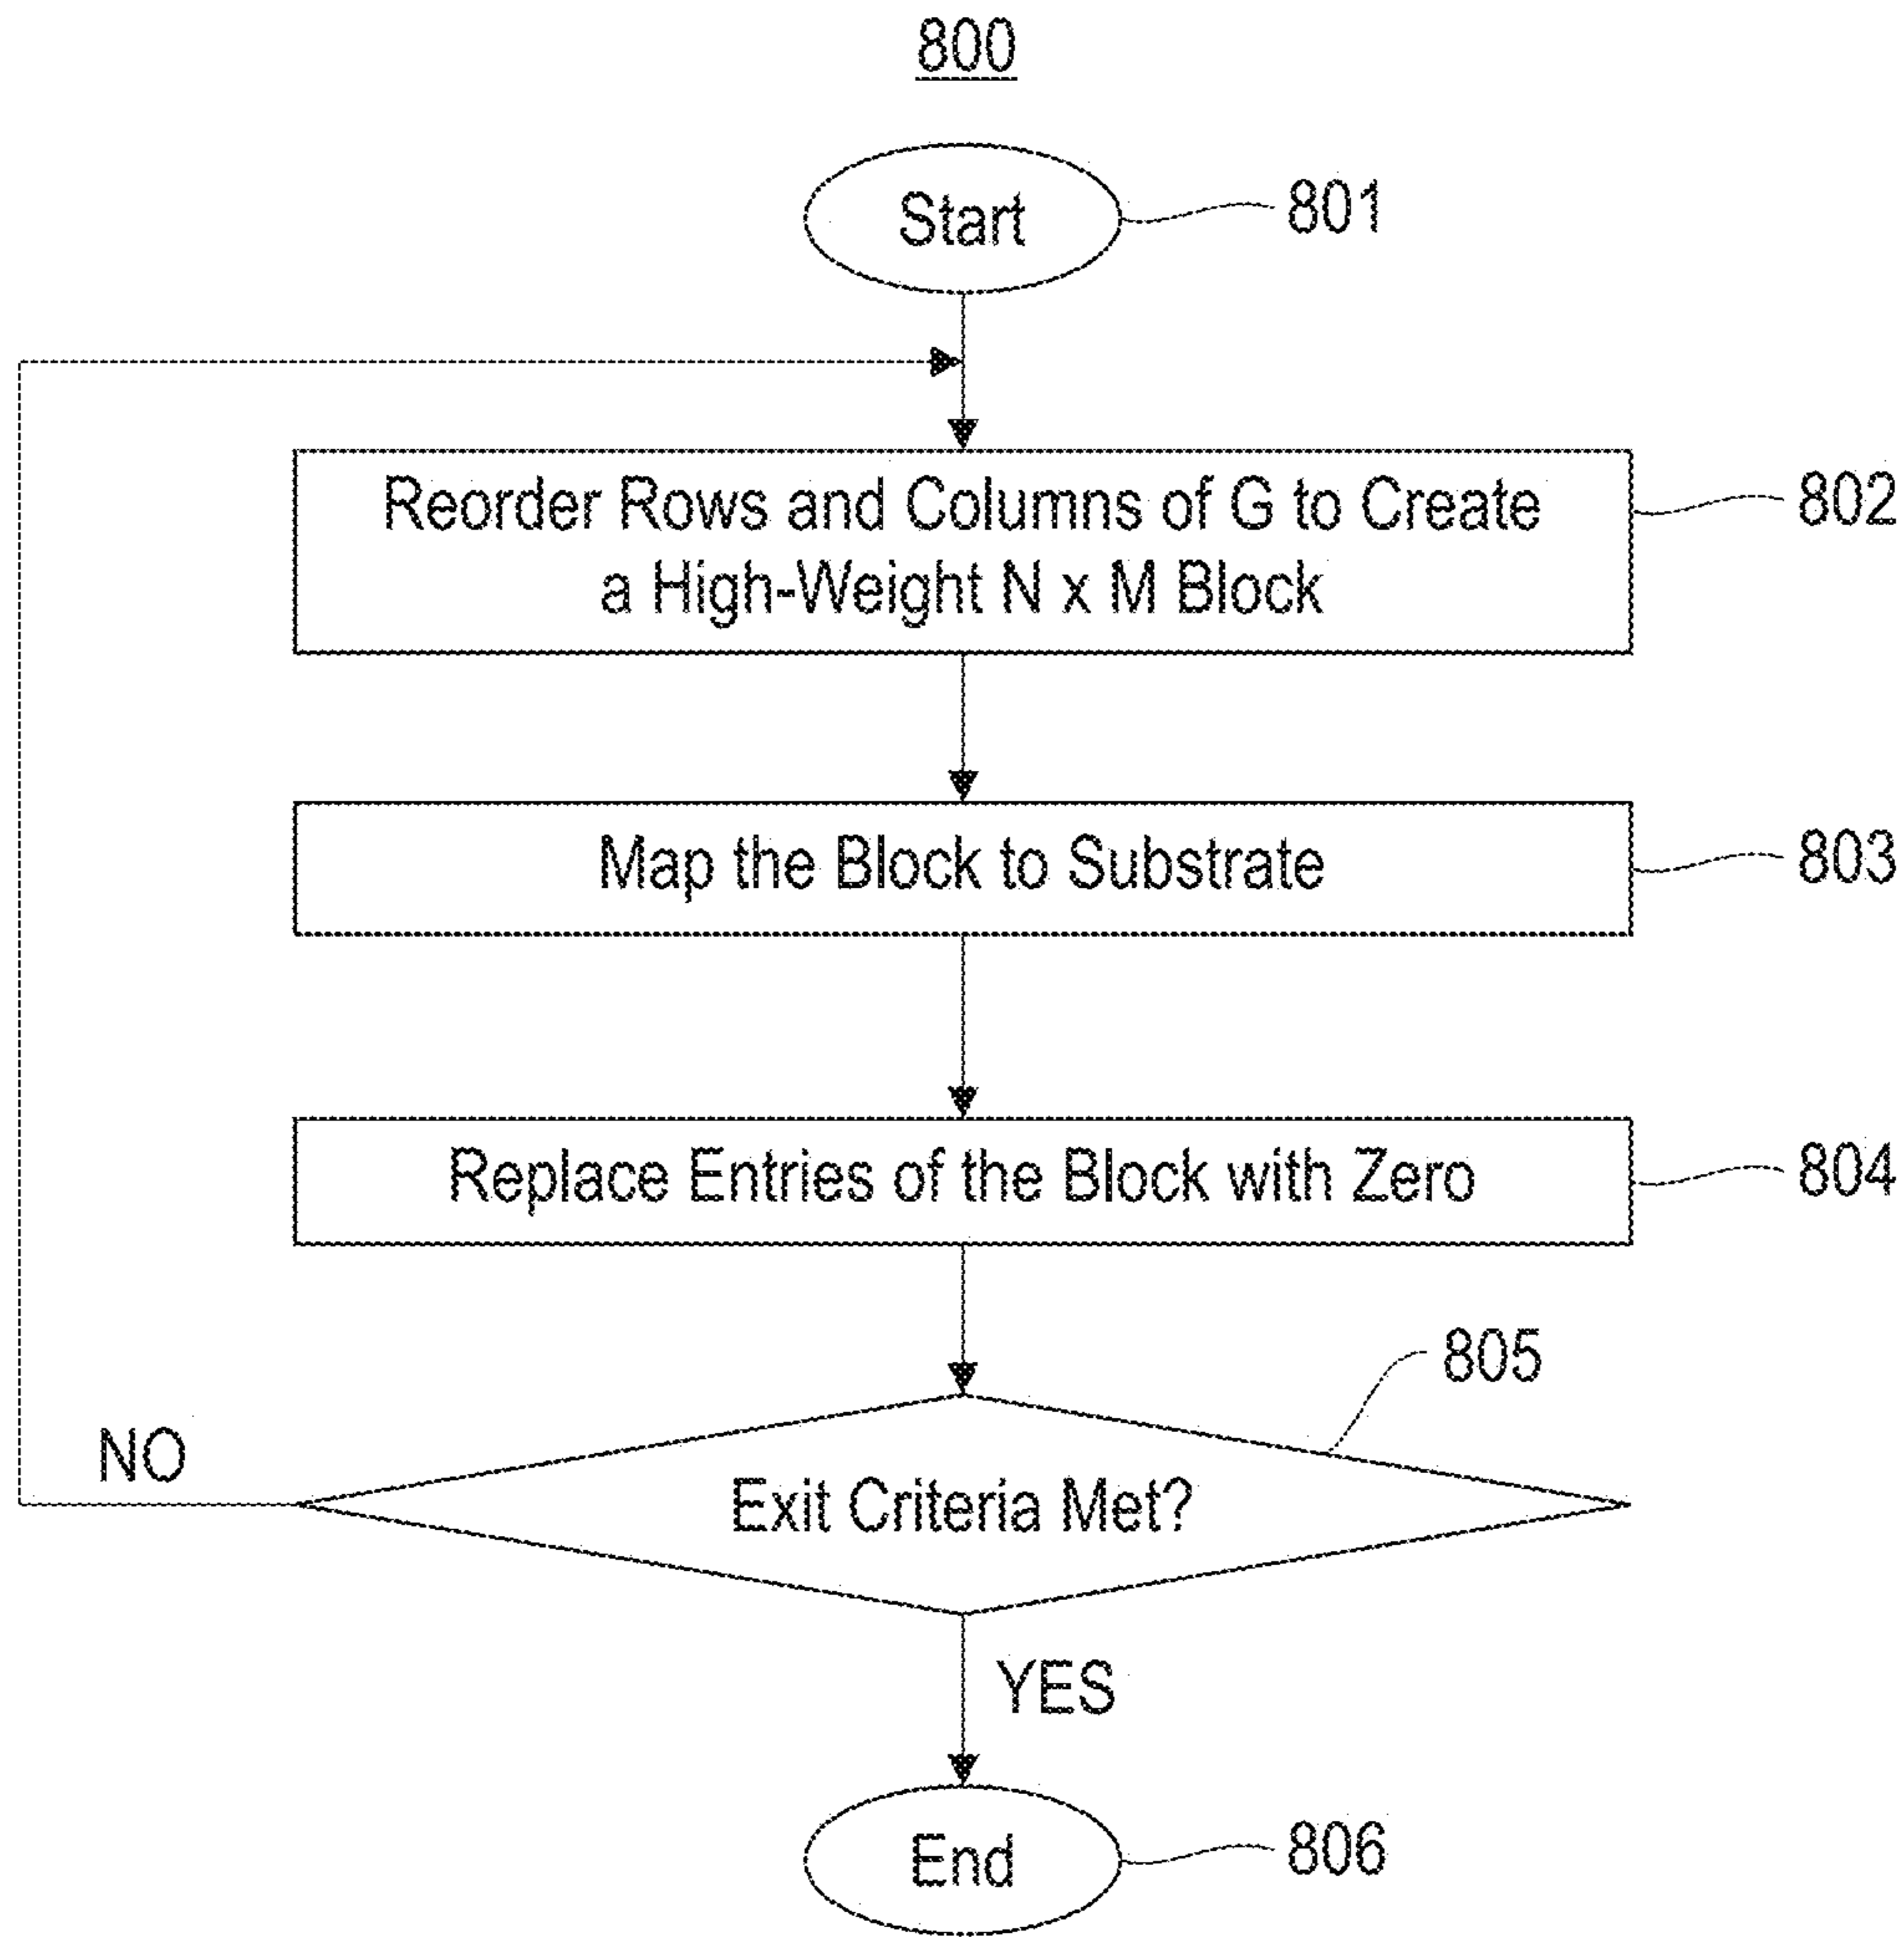 800
Start
801
Reorder Rows and Columns of G to Create
a High-Weight N x M Block
802
Map the Block to Substrate
803
Replace Entries of the Block with Zero
804
805
NO
Exit Criteria Met?
YES
End
806